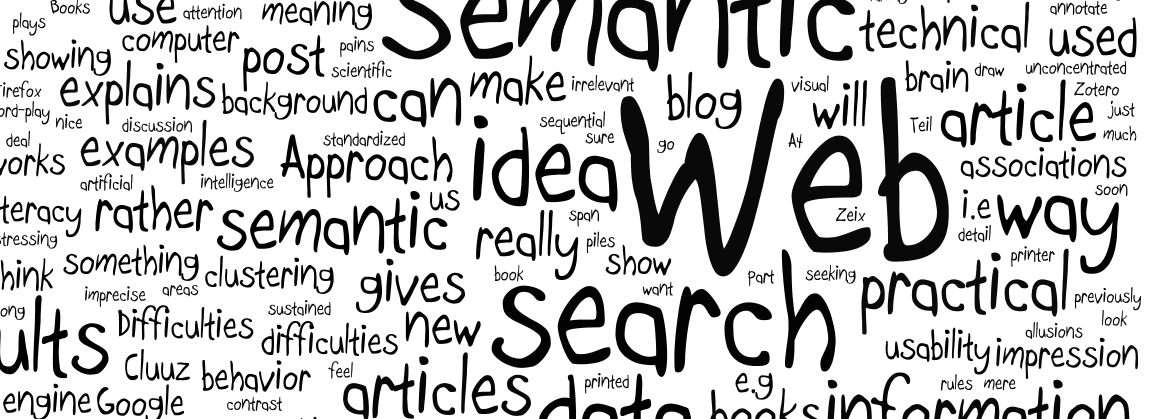 plays Books use attention meaning Semantic annotate
showing computer post pains scientific technical used
irefox explains background can make irrelevant blog visual will brain draw unconcentrated Zotero
ord-play nice discussion standardized sequential sure go A4 Teil article just much
deal orks examples Approach idea Web associations
artificial intelligence us soon
teracy rather semantic span Zeix i.e way
tressing really piles show detail
hink something clustering gives book want Part seeking printer
imprecise areas sustained search practical previously
ong ults Difficulties difficulties new allusions look
Cluuz usability impression
engine Google behavior feel articles printed e.g rules mere
contrast data books information